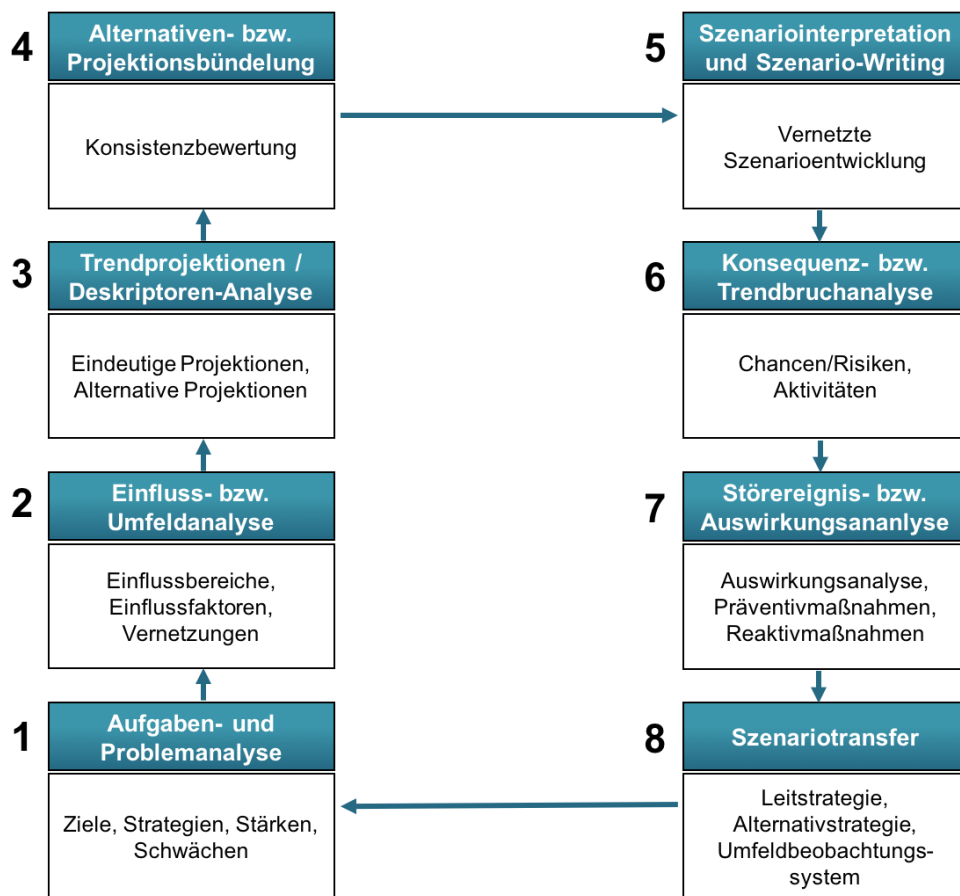 4
Alternativen- bzw.
Projektionsbündelung
Konsistenzbewertung
5
Szenariointerpretation
und Szenario-Writing
Vernetzte
Szenarioentwicklung
3
Trendprojektionen /
Deskriptoren-Analyse
Eindeutige Projektionen,
Alternative Projektionen
6
Konsequenz- bzw.
Trendbruchanalyse
Chancen/Risiken,
Aktivitäten
2
Einfluss- bzw.
Umfeldanalyse
Einflussbereiche,
Einflussfaktoren,
Vernetzungen
7
Störereignis- bzw.
Auswirkungsananlyse
Auswirkungsanalyse,
Präventivmaßnahmen,
Reaktivmaßnahmen
1
Aufgaben- und
Problemanalyse
Ziele, Strategien, Stärken,
Schwächen
8
Szenariotransfer
Leitstrategie,
Alternativstrategie,
Umfeldbeobachtungs-
system